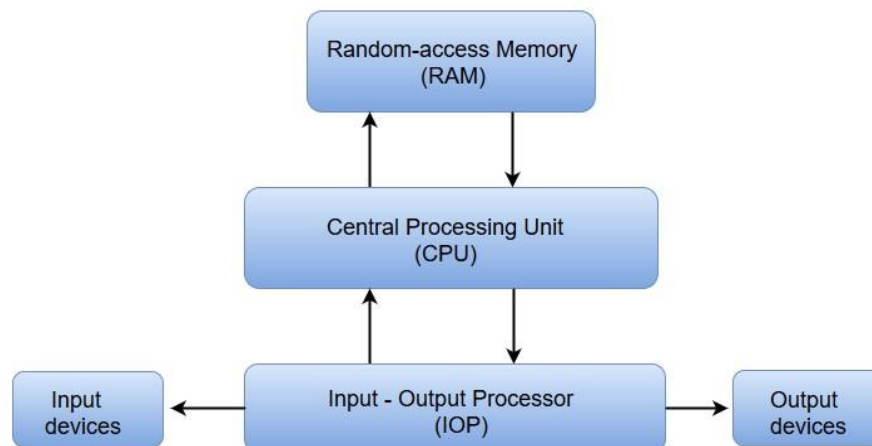 Random-access Memory
(RAM)
Central Processing Unit
(CPU)
Input
devices
Input - Output Processor
(IOP)
Output
devices